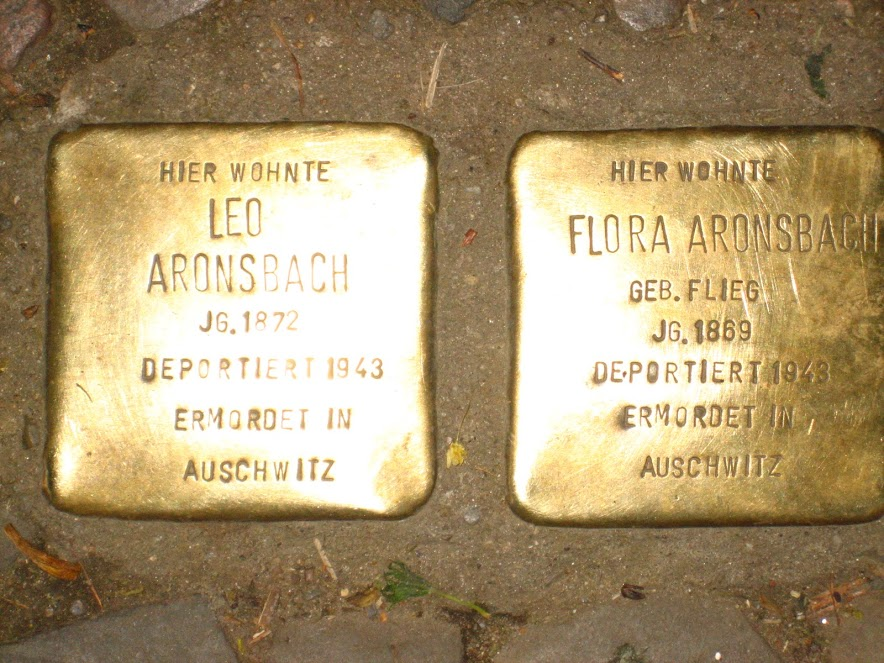 HIER WOHNTE
LEO
ARONSBACH
JG. 1872
DEPORTIERT 1943
ERMORDET IN
AUSCHWITZ
HIER WOHNTE
FLORA ARONSBACH
GEB. FLIEG
JG. 1869
DEPORTIERT 1943
ERMORDET IN
AUSCHWITZ